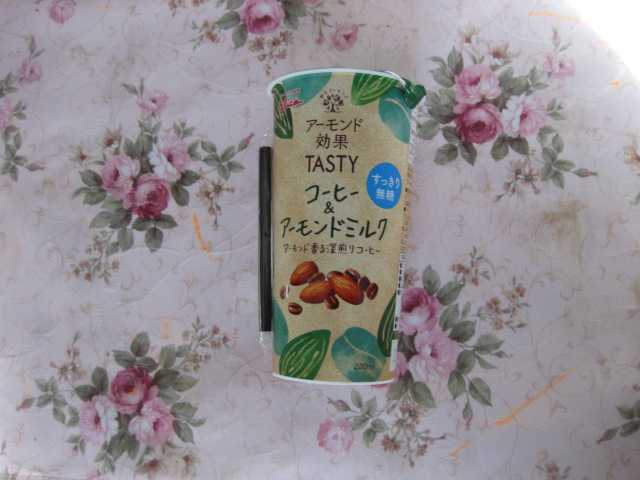 アーモンド
効果
TASTY
コーヒー
&
アーモンドミルク
アーモンド香る深煎りコーヒー
すっきり
無糖
200ml